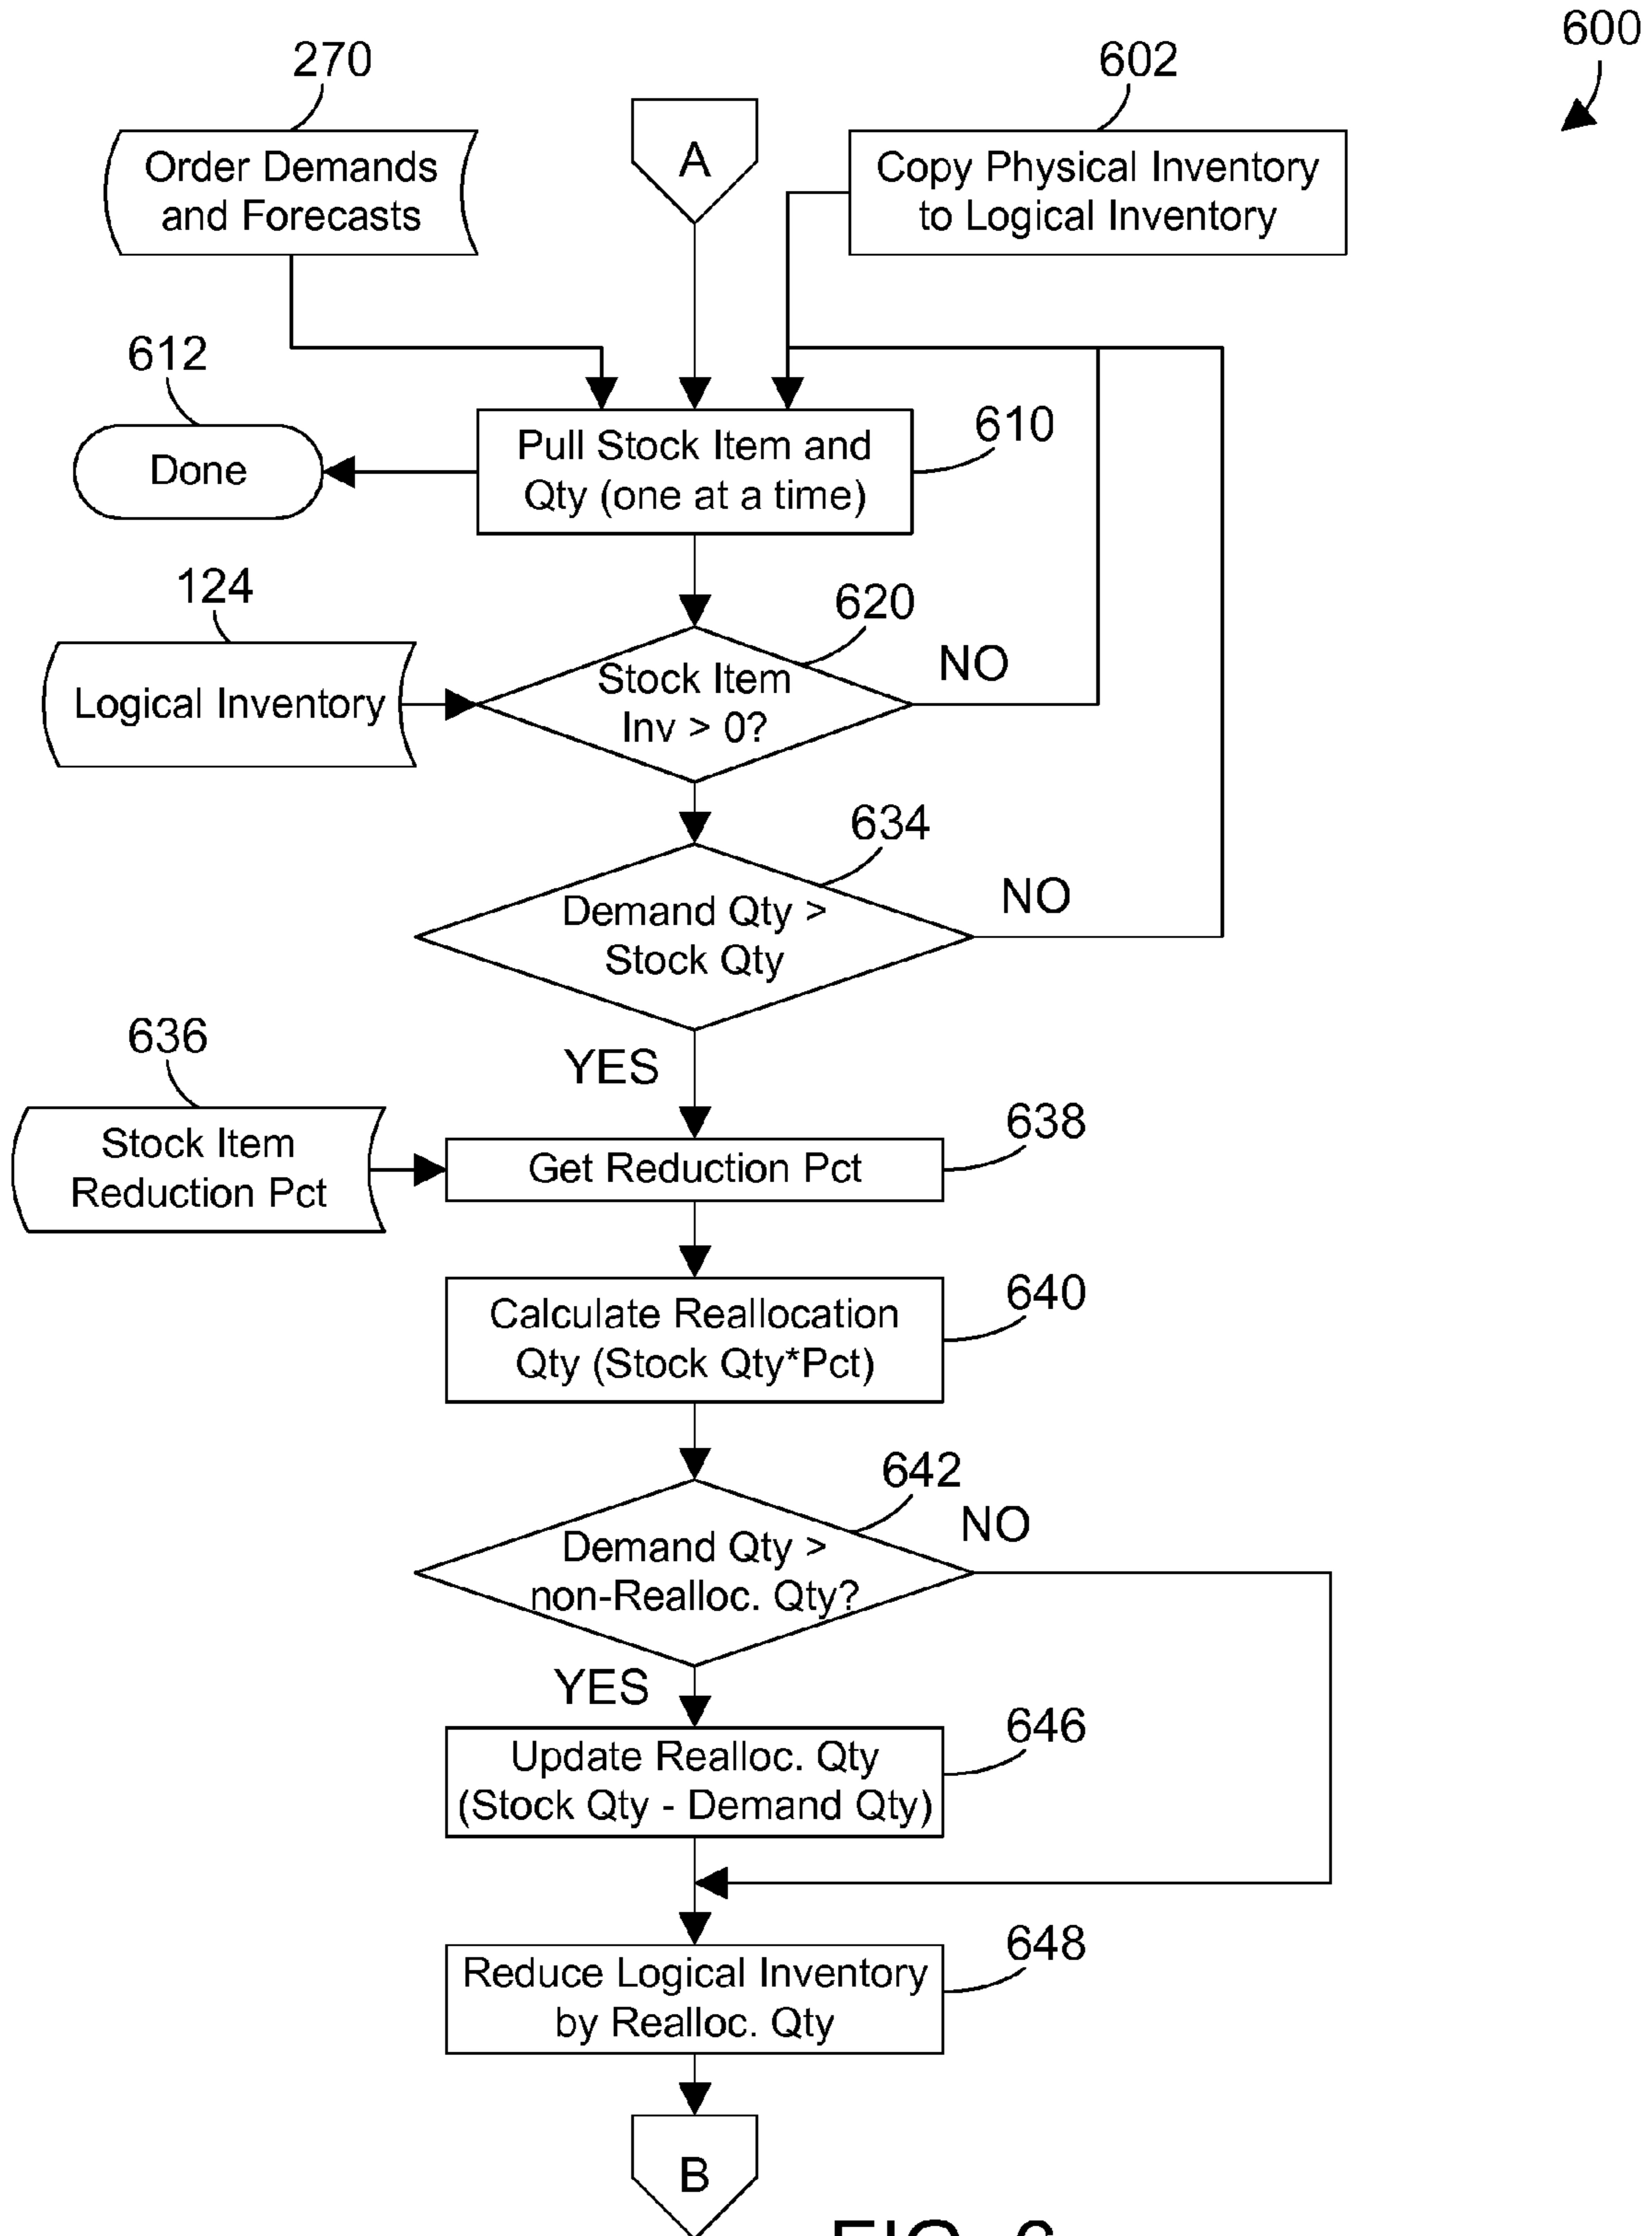 600
270
602
Order Demands
and Forecasts
A
Copy Physical Inventory
to Logical Inventory
612
Done
Pull Stock Item and
Qty (one at a time)
610
124
Logical Inventory
620
Stock Item
Inv > 0?
NO
634
Demand Qty >
Stock Qty
NO
YES
636
Stock Item
Reduction Pct
638
Get Reduction Pct
640
Calculate Reallocation
Qty (Stock Qty*Pct)
642
Demand Qty >
non-Realloc. Qty?
NO
YES
646
Update Realloc. Qty
(Stock Qty - Demand Qty)
648
Reduce Logical Inventory
by Realloc. Qty
B